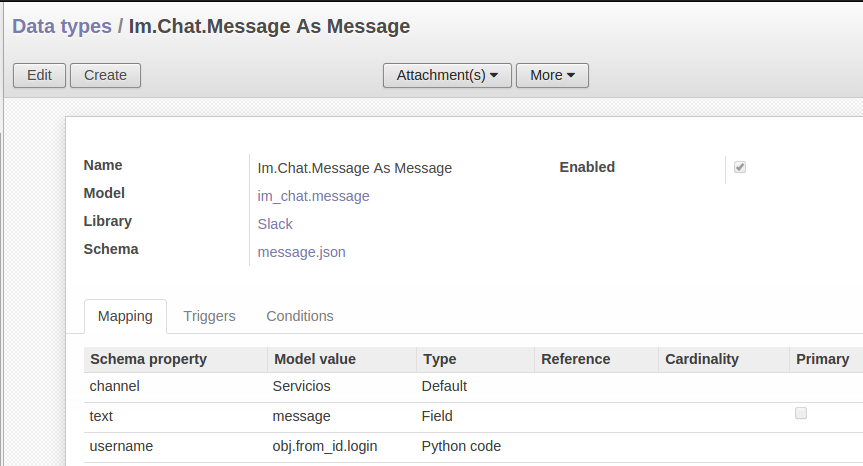 Data types / Im.Chat.Message As Message
Edit Create Attachment(s) More
Name Im.Chat.Message As Message Enabled
Model im_chat.message
Library Slack
Schema message.json
Mapping Triggers Conditions
Schema property Model value Type Reference Cardinality Primary
channel Servicios Default
text message Field
username obj.from_id.login Python code